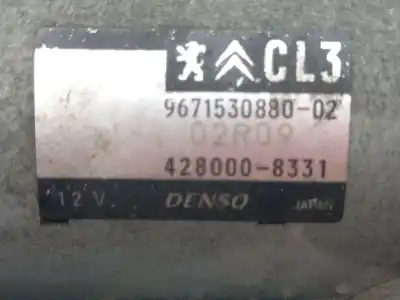 CL3
9671530880-02
02R09
428000-8331
12 V. DENSO JAPAN